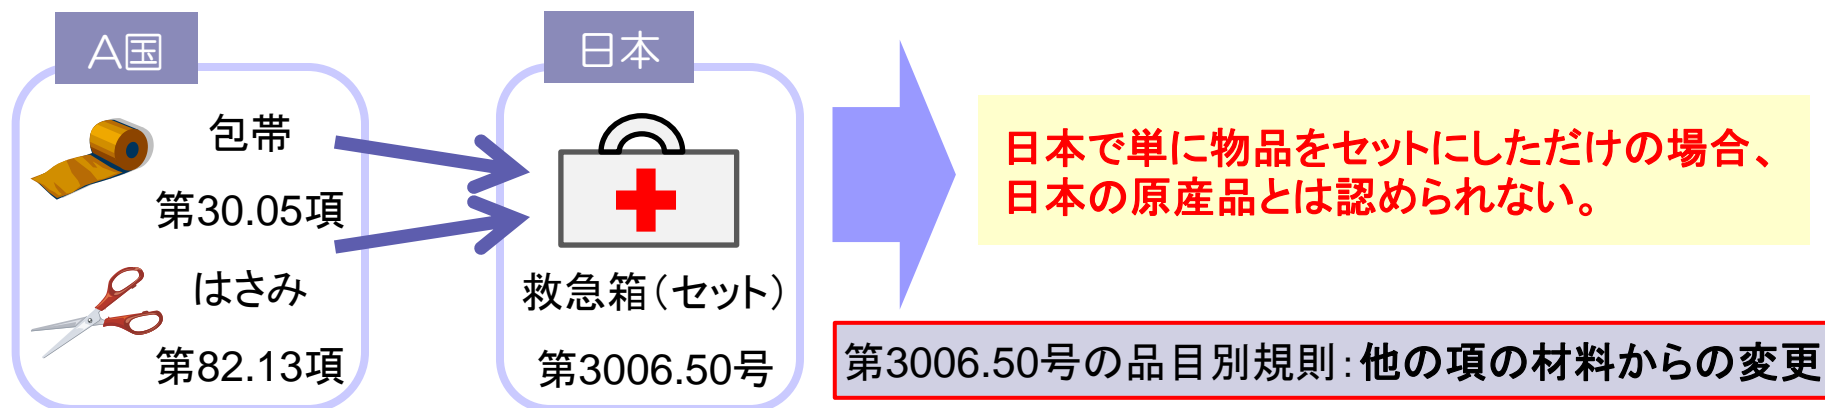 A国
包帯
第30.05項
はさみ
第82.13項
日本
救急箱（セット）
第3006.50号
日本で単に物品をセットにしただけの場合、
日本の原産品とは認められない。
第3006.50号の品目別規則：他の項の材料からの変更